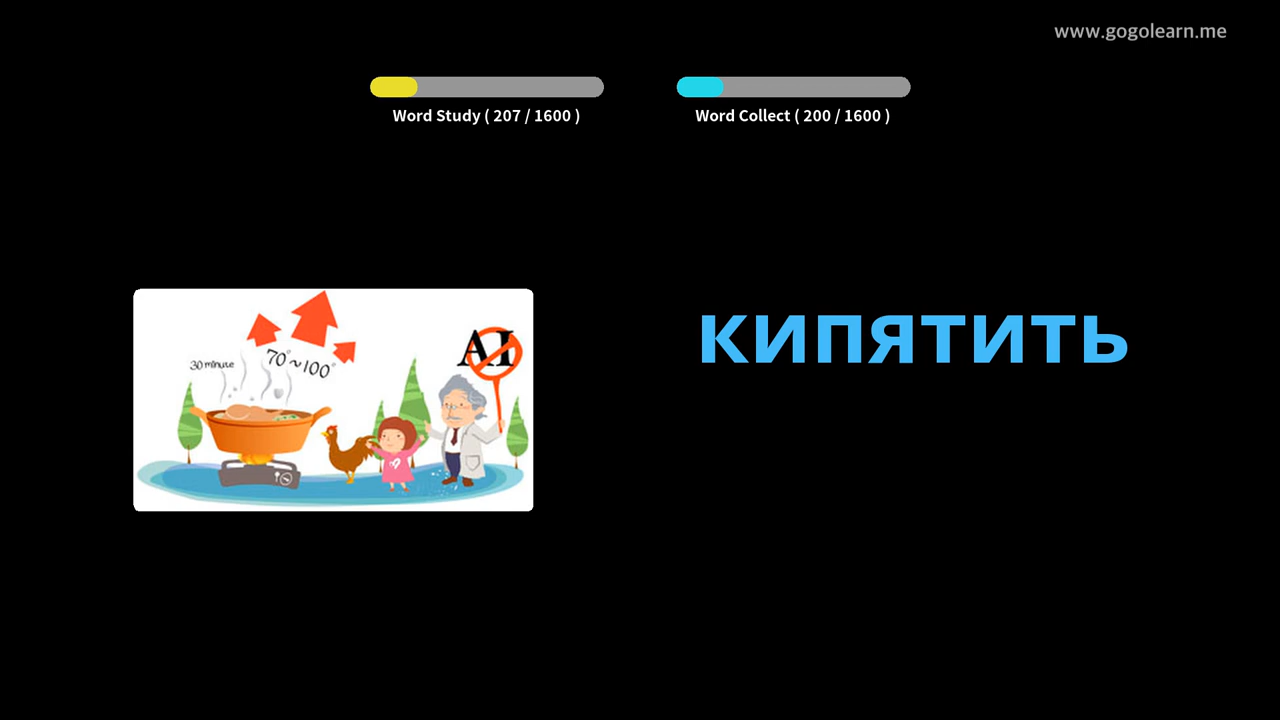 www.gogolearn.me
Word Study ( 207 / 1600 )
Word Collect ( 200 / 1600 )
30 minute
70°~100°
AI
кипятить